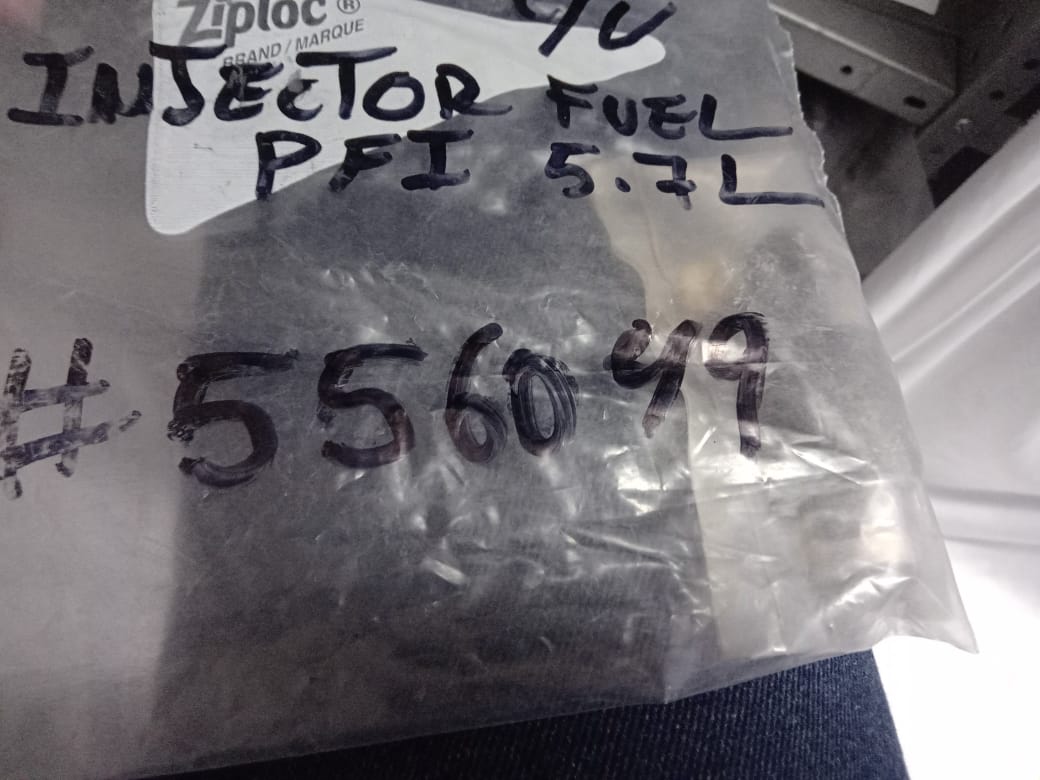 Ziploc®
BRAND / MARQUE
INJECTOR FUEL
PFI 5.7L
#556049